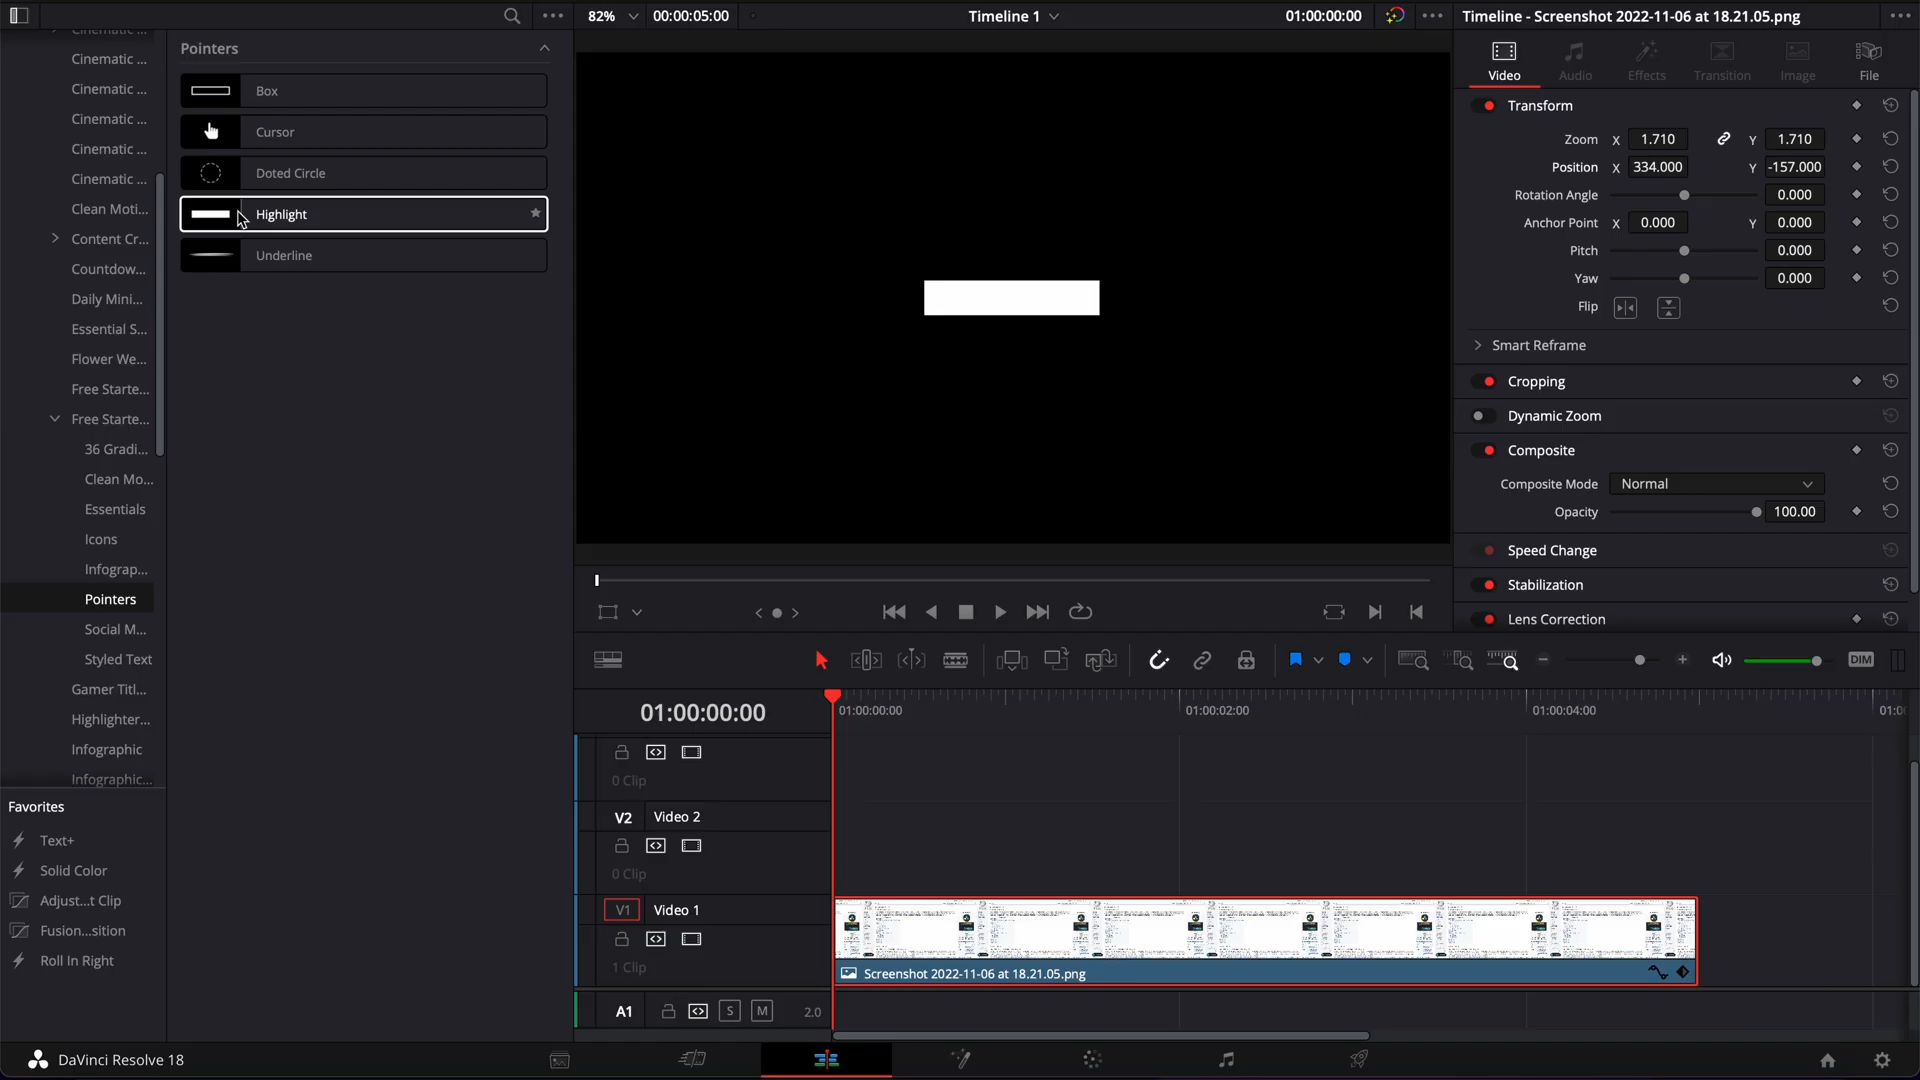 82%
00:00:05:00
Timeline 1
01:00:00:00
Timeline - Screenshot 2022-11-06 at 18.21.05.png
Cinematic ...
Cinematic ...
Cinematic ...
Cinematic ...
Cinematic ...
Cinematic ...
Clean Moti...
Content Cr...
Countdow...
Daily Mini...
Essential S...
Flower We...
Free Starte...
Free Starte...
36 Gradi...
Clean Mo...
Essentials
Icons
Infograp...
Pointers
Social M...
Styled Text
Gamer Titl...
Highlighter...
Infographic
Infographic...
Favorites
Text+
Solid Color
Adjust...t Clip
Fusion...sition
Roll In Right
Pointers
Box
Cursor
Doted Circle
Highlight
Underline
Video
Audio
Effects
Transition
Image
File
Transform
Zoom X 1.710 Y 1.710
Position X 334.000 Y -157.000
Rotation Angle 0.000
Anchor Point X 0.000 Y 0.000
Pitch 0.000
Yaw 0.000
Flip
Smart Reframe
Cropping
Dynamic Zoom
Composite
Composite Mode Normal
Opacity 100.00
Speed Change
Stabilization
Lens Correction
DIM
01:00:00:00
01:00:00:00
01:00:02:00
01:00:04:00
01:0
0 Clip
V2 Video 2
0 Clip
V1 Video 1
1 Clip
Screenshot 2022-11-06 at 18.21.05.png
A1 S M 2.0
DaVinci Resolve 18